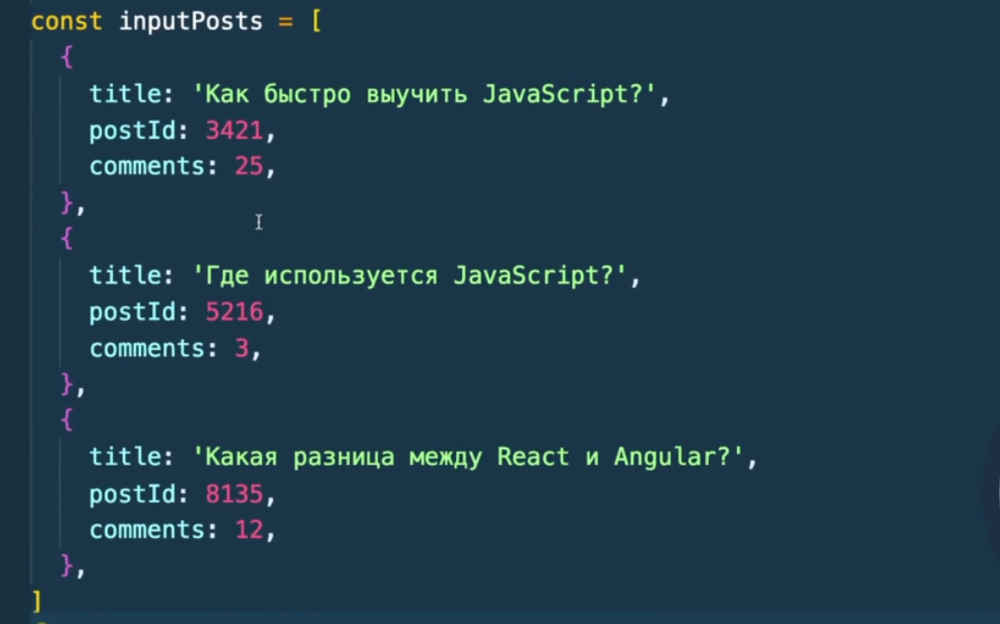 const inputPosts = [
{
title: 'Как быстро выучить JavaScript?',
postId: 3421,
comments: 25,
},
{
title: 'Где используется JavaScript?',
postId: 5216,
comments: 3,
},
{
title: 'Какая разница между React и Angular?',
postId: 8135,
comments: 12,
},
]